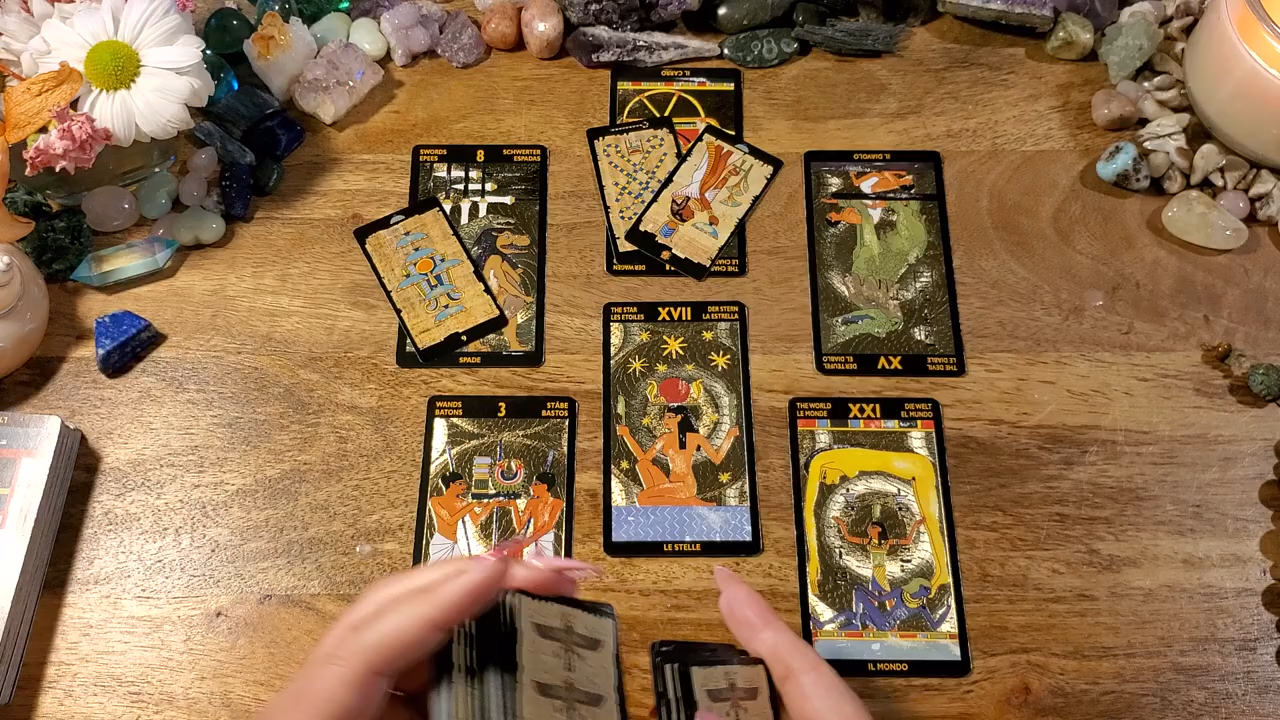 IL CARRO
THE CHA
LE CHA
DER WAGEN
SWORDS
EPEES
8
SCHWERTER
ESPADAS
SPADE
IL DIAVOLO
XV
THE DEVIL
LE DIABLE
DER TEUFEL
EL DIABLO
THE STAR
LES ETOILES
XVII
DER STERN
LA ESTRELLA
LE STELLE
WANDS
BATONS
3
STÄBE
BASTOS
THE WORLD
LE MONDE
XXI
DIE WELT
EL MUNDO
IL MONDO